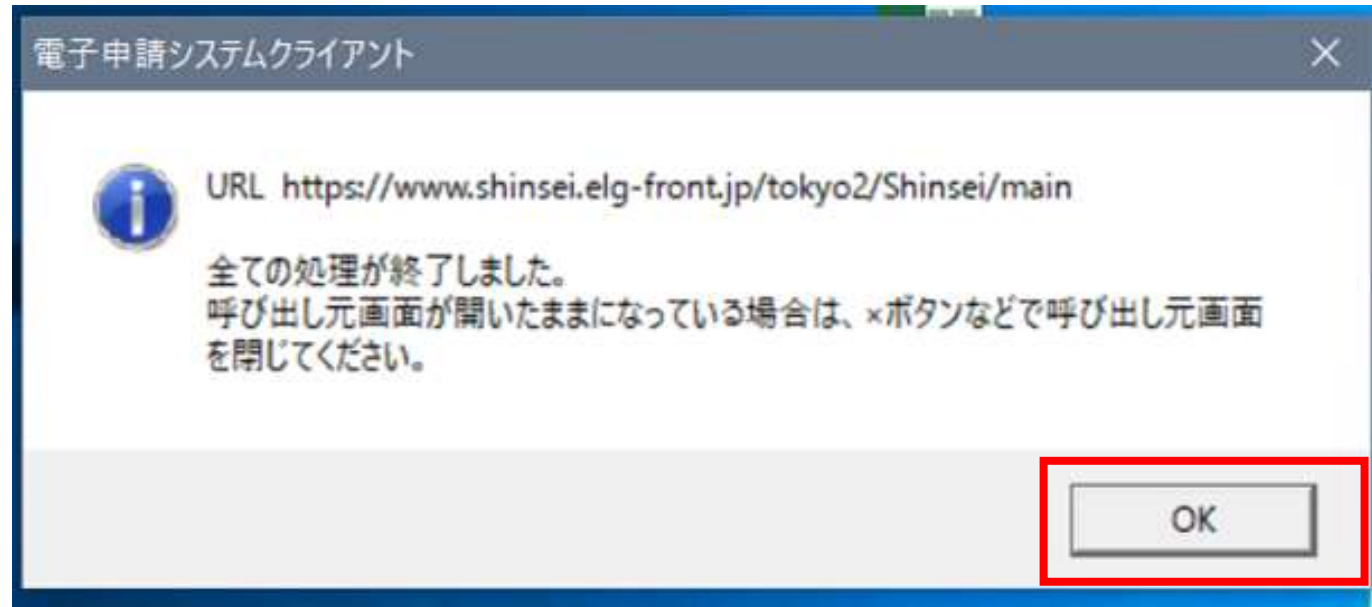 電子申請システムクライアント
URL https://www.shinsei.elg-front.jp/tokyo2/Shinsei/main
全ての処理が終了しました。
呼び出し元画面が開いたままになっている場合は、×ボタンなどで呼び出し元画面
を閉じてください。
OK